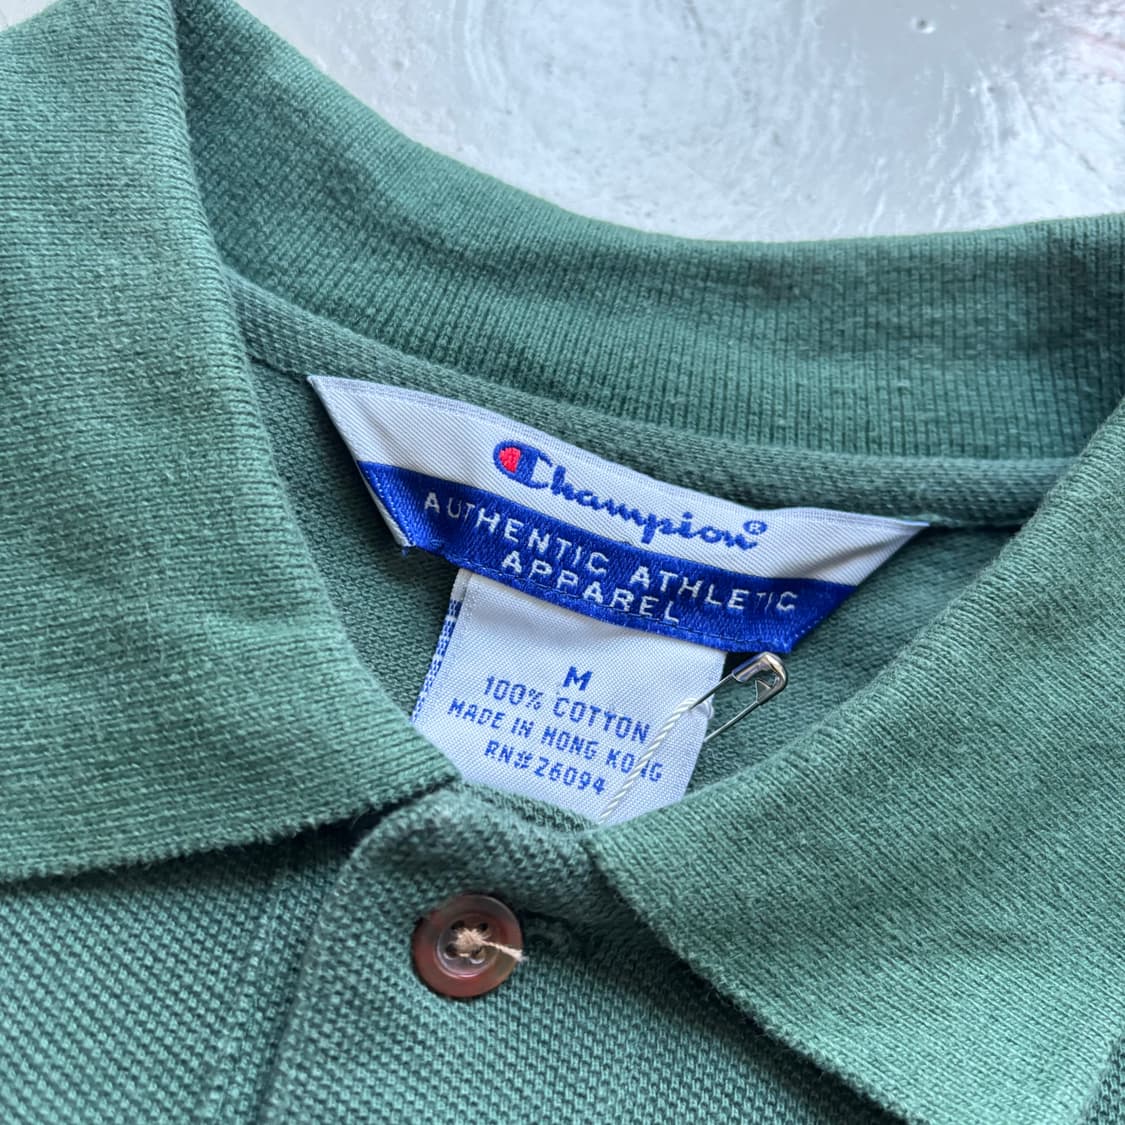 Champion®
AUTHENTIC ATHLETIC
APPAREL
M
100% COTTON
MADE IN HONG KONG
RN#26094